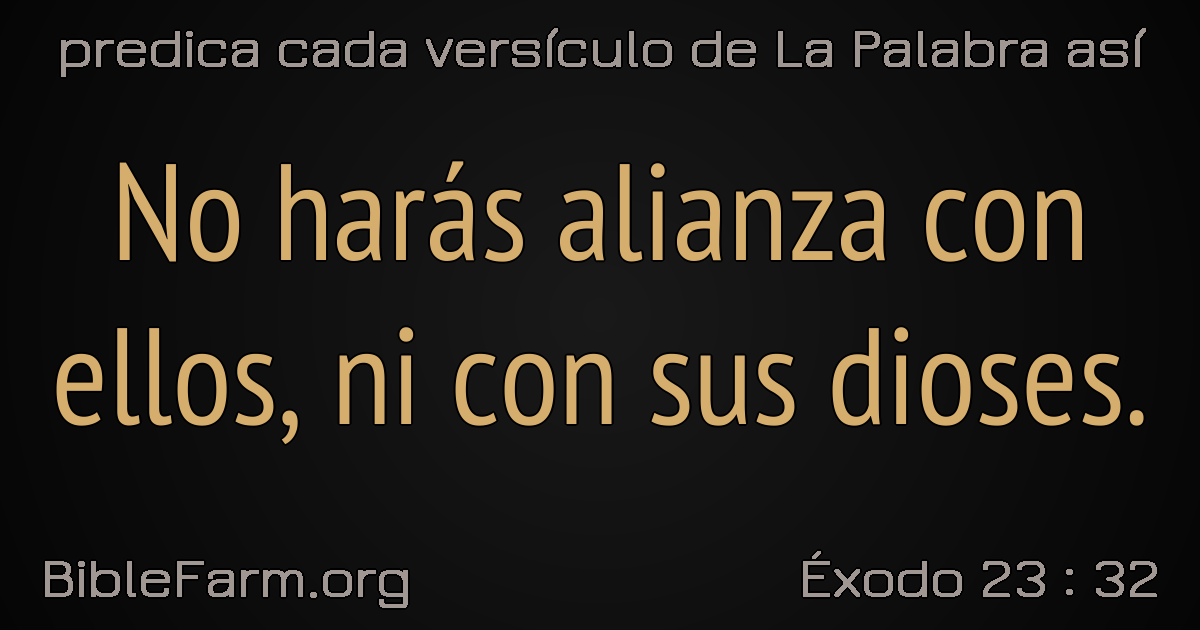 predica cada versículo de La Palabra así
No harás alianza con
ellos, ni con sus dioses.
BibleFarm.org
Éxodo 23 : 32